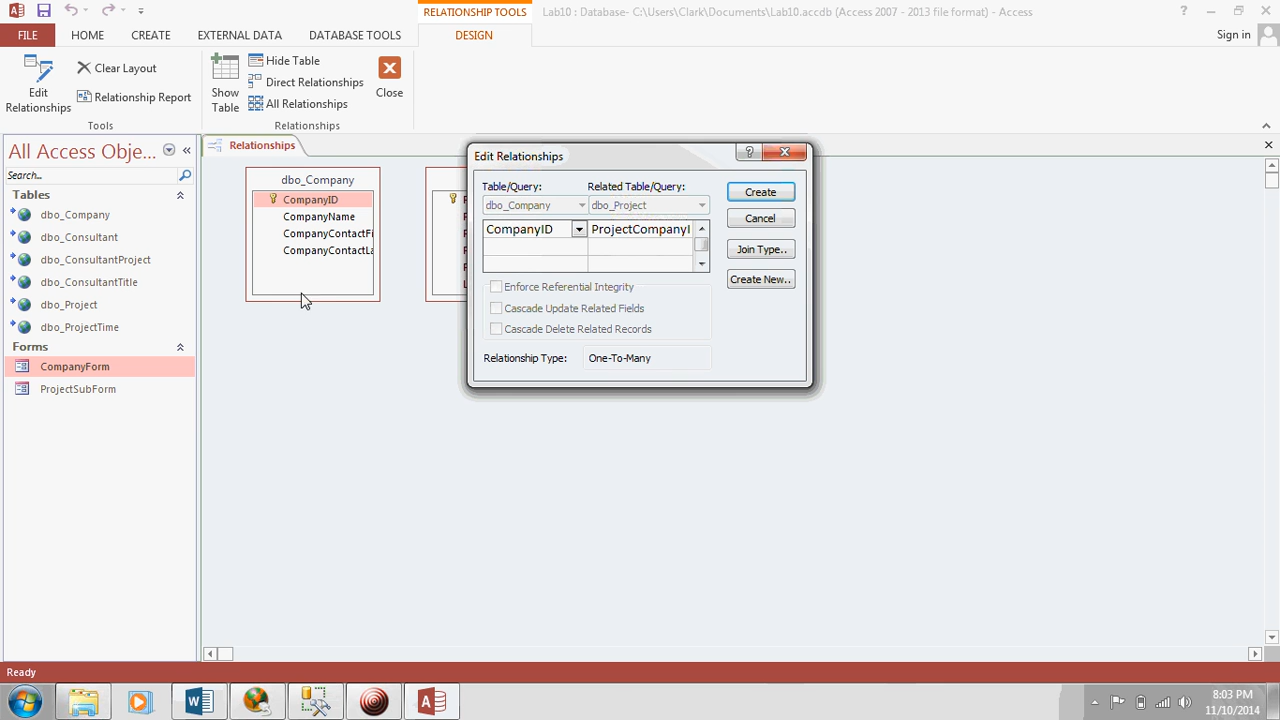 RELATIONSHIP TOOLS
Lab10 : Database- C:\Users\Clark\Documents\Lab10.accdb (Access 2007 - 2013 file format) - Access
?
FILE
HOME
CREATE
EXTERNAL DATA
DATABASE TOOLS
DESIGN
Sign in
Edit Relationships
Clear Layout
Relationship Report
Tools
Show Table
Hide Table
Direct Relationships
All Relationships
Close
Relationships
All Access Obje...
Search...
Tables
dbo_Company
dbo_Consultant
dbo_ConsultantProject
dbo_ConsultantTitle
dbo_Project
dbo_ProjectTime
Forms
CompanyForm
ProjectSubForm
Relationships
dbo_Company
CompanyID
CompanyName
CompanyContactFi
CompanyContactLa
Edit Relationships
?
Table/Query:
Related Table/Query:
dbo_Company
dbo_Project
CompanyID
ProjectCompanyI
Enforce Referential Integrity
Cascade Update Related Fields
Cascade Delete Related Records
Relationship Type:
One-To-Many
Create
Cancel
Join Type..
Create New..
Ready
8:03 PM
11/10/2014